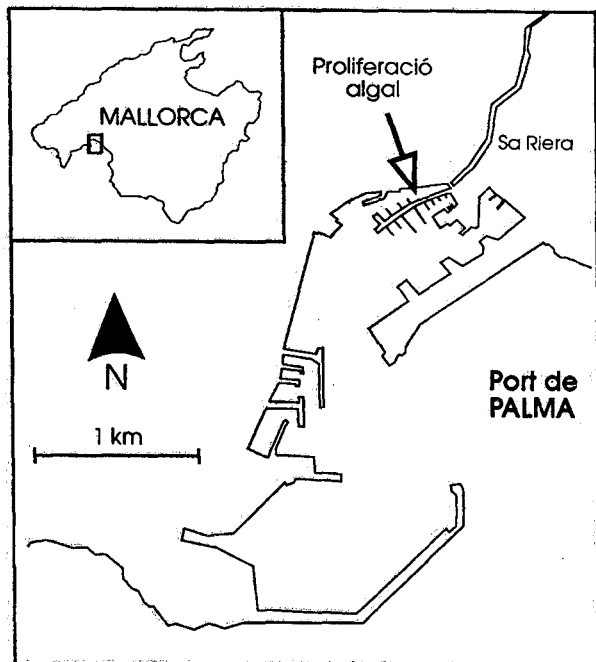 MALLORCA
Proliferació
algal
Sa Riera
N
1 km
Port de
PALMA